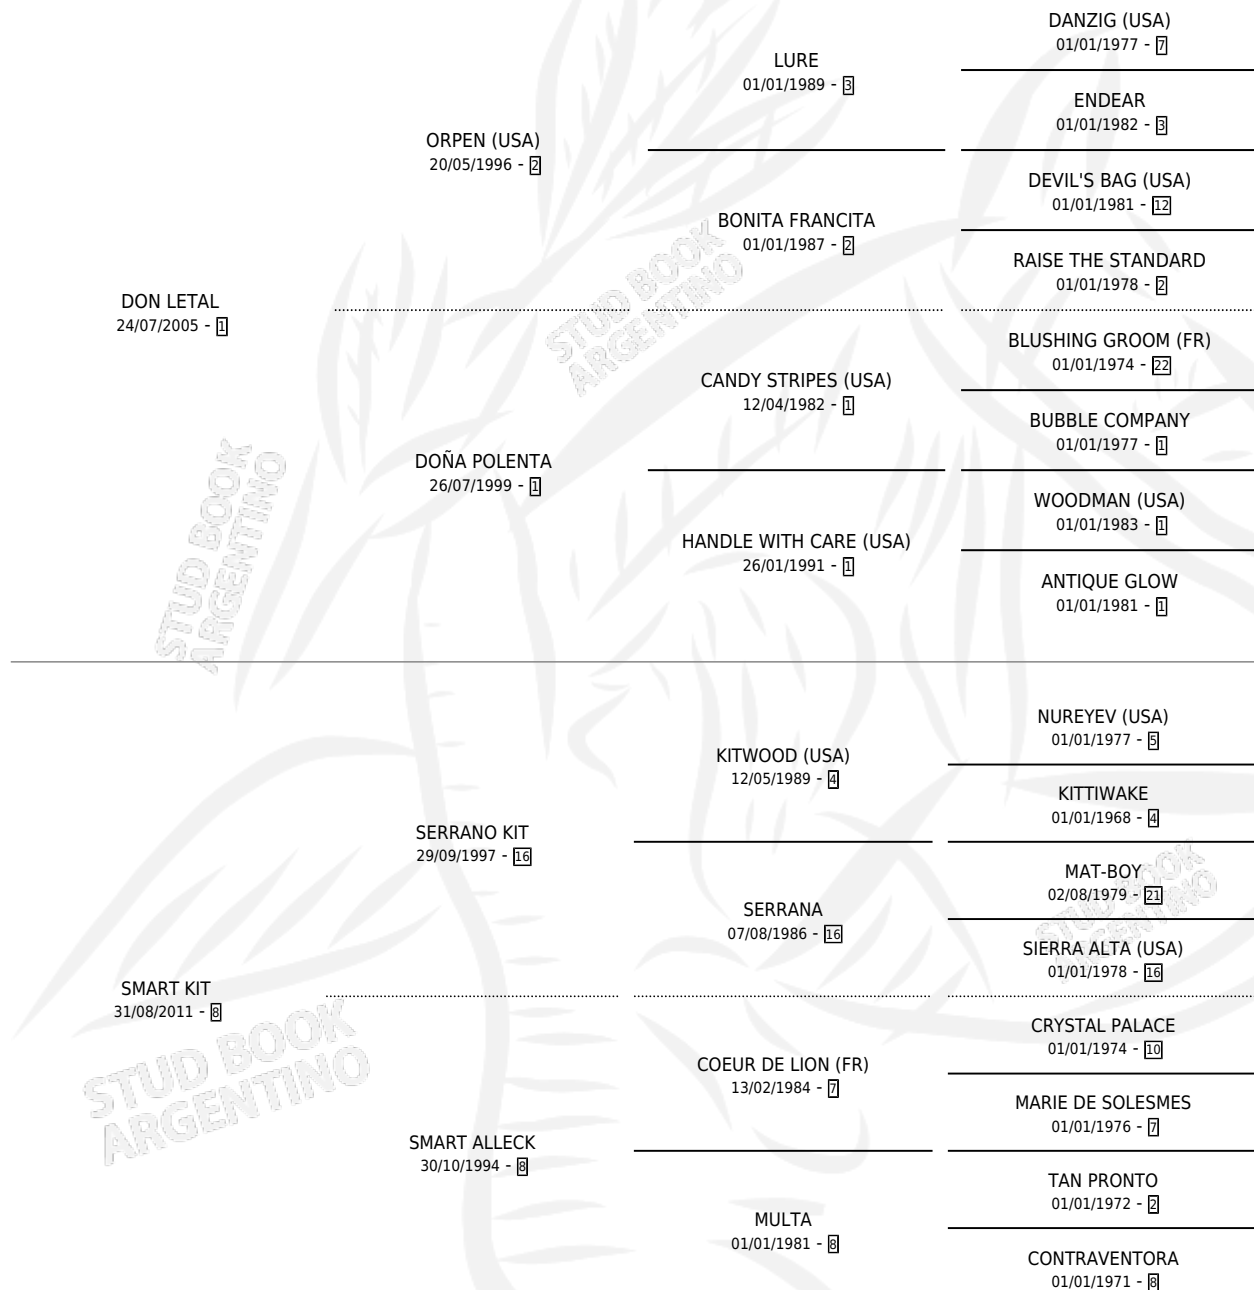 DANZIG (USA)
01/01/1977 - 7
LURE
01/01/1989 - 3
ENDEAR
01/01/1982 - 3
ORPEN (USA)
20/05/1996 - 2
DEVIL'S BAG (USA)
01/01/1981 - 12
BONITA FRANCITA
01/01/1987 - 2
RAISE THE STANDARD
01/01/1978 - 2
DON LETAL
24/07/2005 - 1
BLUSHING GROOM (FR)
01/01/1974 - 22
CANDY STRIPES (USA)
12/04/1982 - 1
BUBBLE COMPANY
01/01/1977 - 1
DOÑA POLENTA
26/07/1999 - 1
WOODMAN (USA)
01/01/1983 - 1
HANDLE WITH CARE (USA)
26/01/1991 - 1
ANTIQUE GLOW
01/01/1981 - 1
NUREYEV (USA)
01/01/1977 - 5
KITWOOD (USA)
12/05/1989 - 4
KITTIWAKE
01/01/1968 - 4
SERRANO KIT
29/09/1997 - 16
MAT-BOY
02/08/1979 - 21
SERRANA
07/08/1986 - 16
SIERRA ALTA (USA)
01/01/1978 - 16
SMART KIT
31/08/2011 - 8
CRYSTAL PALACE
01/01/1974 - 10
COEUR DE LION (FR)
13/02/1984 - 7
MARIE DE SOLESMES
01/01/1976 - 7
SMART ALLECK
30/10/1994 - 8
TAN PRONTO
01/01/1972 - 2
MULTA
01/01/1981 - 8
CONTRAVENTORA
01/01/1971 - 8
STUD BOOK
ARGENTINO
STUD BOOK
ARGENTINO
STUD BOOK
ARGENTINO
STUD BOOK
ARGENTINO